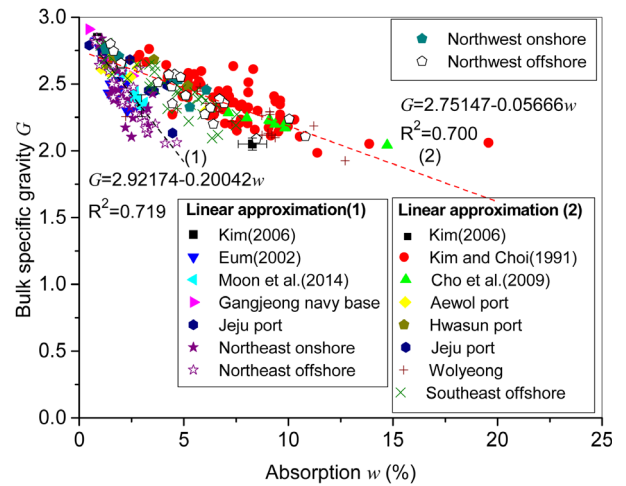 Bulk specific gravity G
3.0
2.5
2.0
1.5
1.0
0.5
0.0
0
5
10
15
20
25
Absorption w (%)
Northwest onshore
Northwest offshore
G=2.75147-0.05666w
R²=0.700
(2)
(1)
G=2.92174-0.20042w
R²=0.719
Linear approximation(1)
Kim(2006)
Eum(2002)
Moon et al.(2014)
Gangjeong navy base
Jeju port
Northeast onshore
Northeast offshore
Linear approximation (2)
Kim(2006)
Kim and Choi(1991)
Cho et al.(2009)
Aewol port
Hwasun port
Jeju port
Wolyeong
Southeast offshore